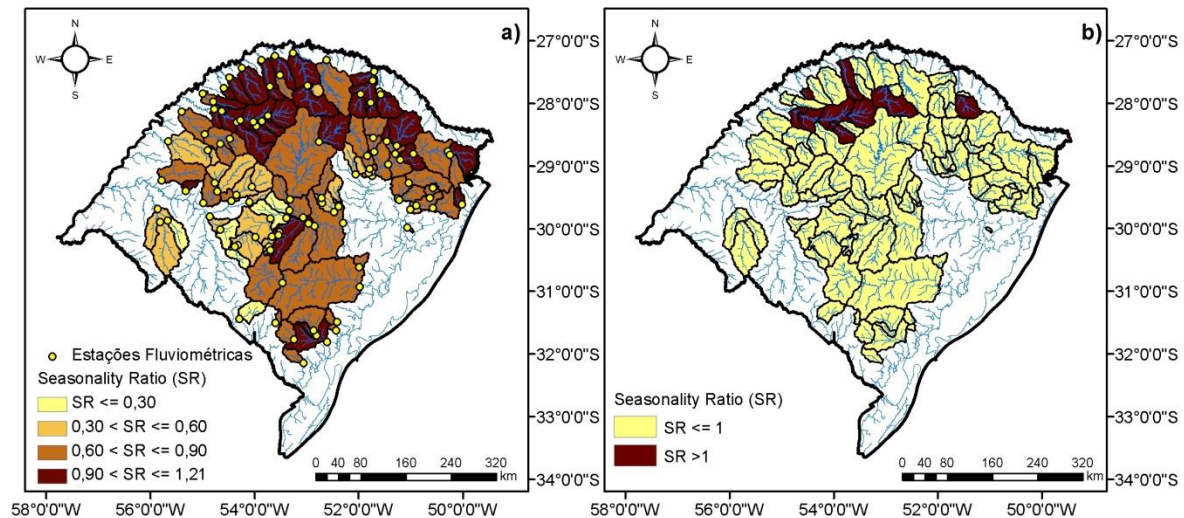 N
W
E
S
a)
Estações Fluviométricas
Seasonality Ratio (SR)
SR <= 0,30
0,30 < SR <= 0,60
0,60 < SR <= 0,90
0,90 < SR <= 1,21
0 40 80 160 240 320
km
58°0'0"W 56°0'0"W 54°0'0"W 52°0'0"W 50°0'0"W
27°0'0"S
28°0'0"S
29°0'0"S
30°0'0"S
31°0'0"S
32°0'0"S
33°0'0"S
34°0'0"S
N
W
E
S
b)
Seasonality Ratio (SR)
SR <= 1
SR >1
0 40 80 160 240 320
km
58°0'0"W 56°0'0"W 54°0'0"W 52°0'0"W 50°0'0"W
27°0'0"S
28°0'0"S
29°0'0"S
30°0'0"S
31°0'0"S
32°0'0"S
33°0'0"S
34°0'0"S